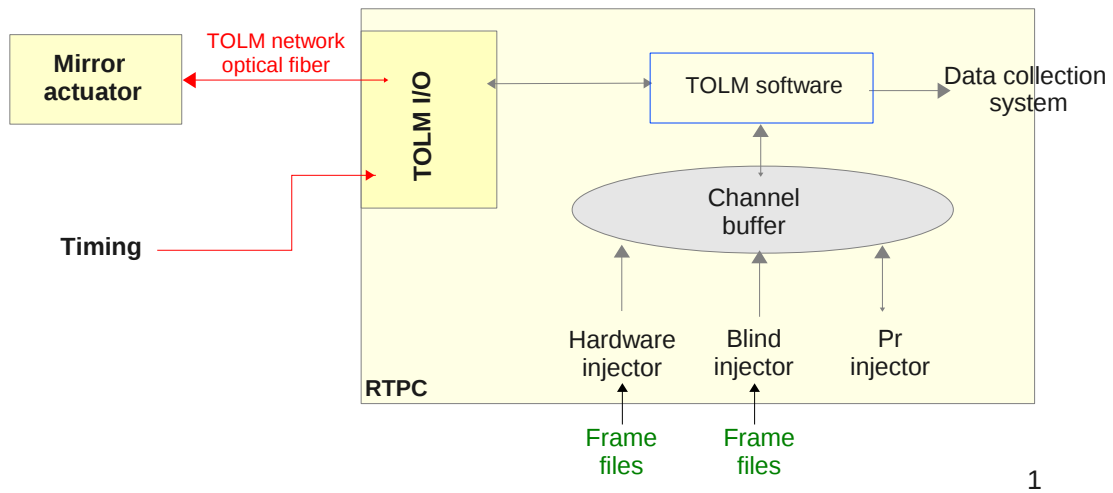 TOLM network
optical fiber
Mirror
actuator
TOLM I/O
TOLM software
Data collection
system
Channel
buffer
Timing
Hardware
injector
Blind
injector
Pr
injector
RTPC
Frame
files
Frame
files
1